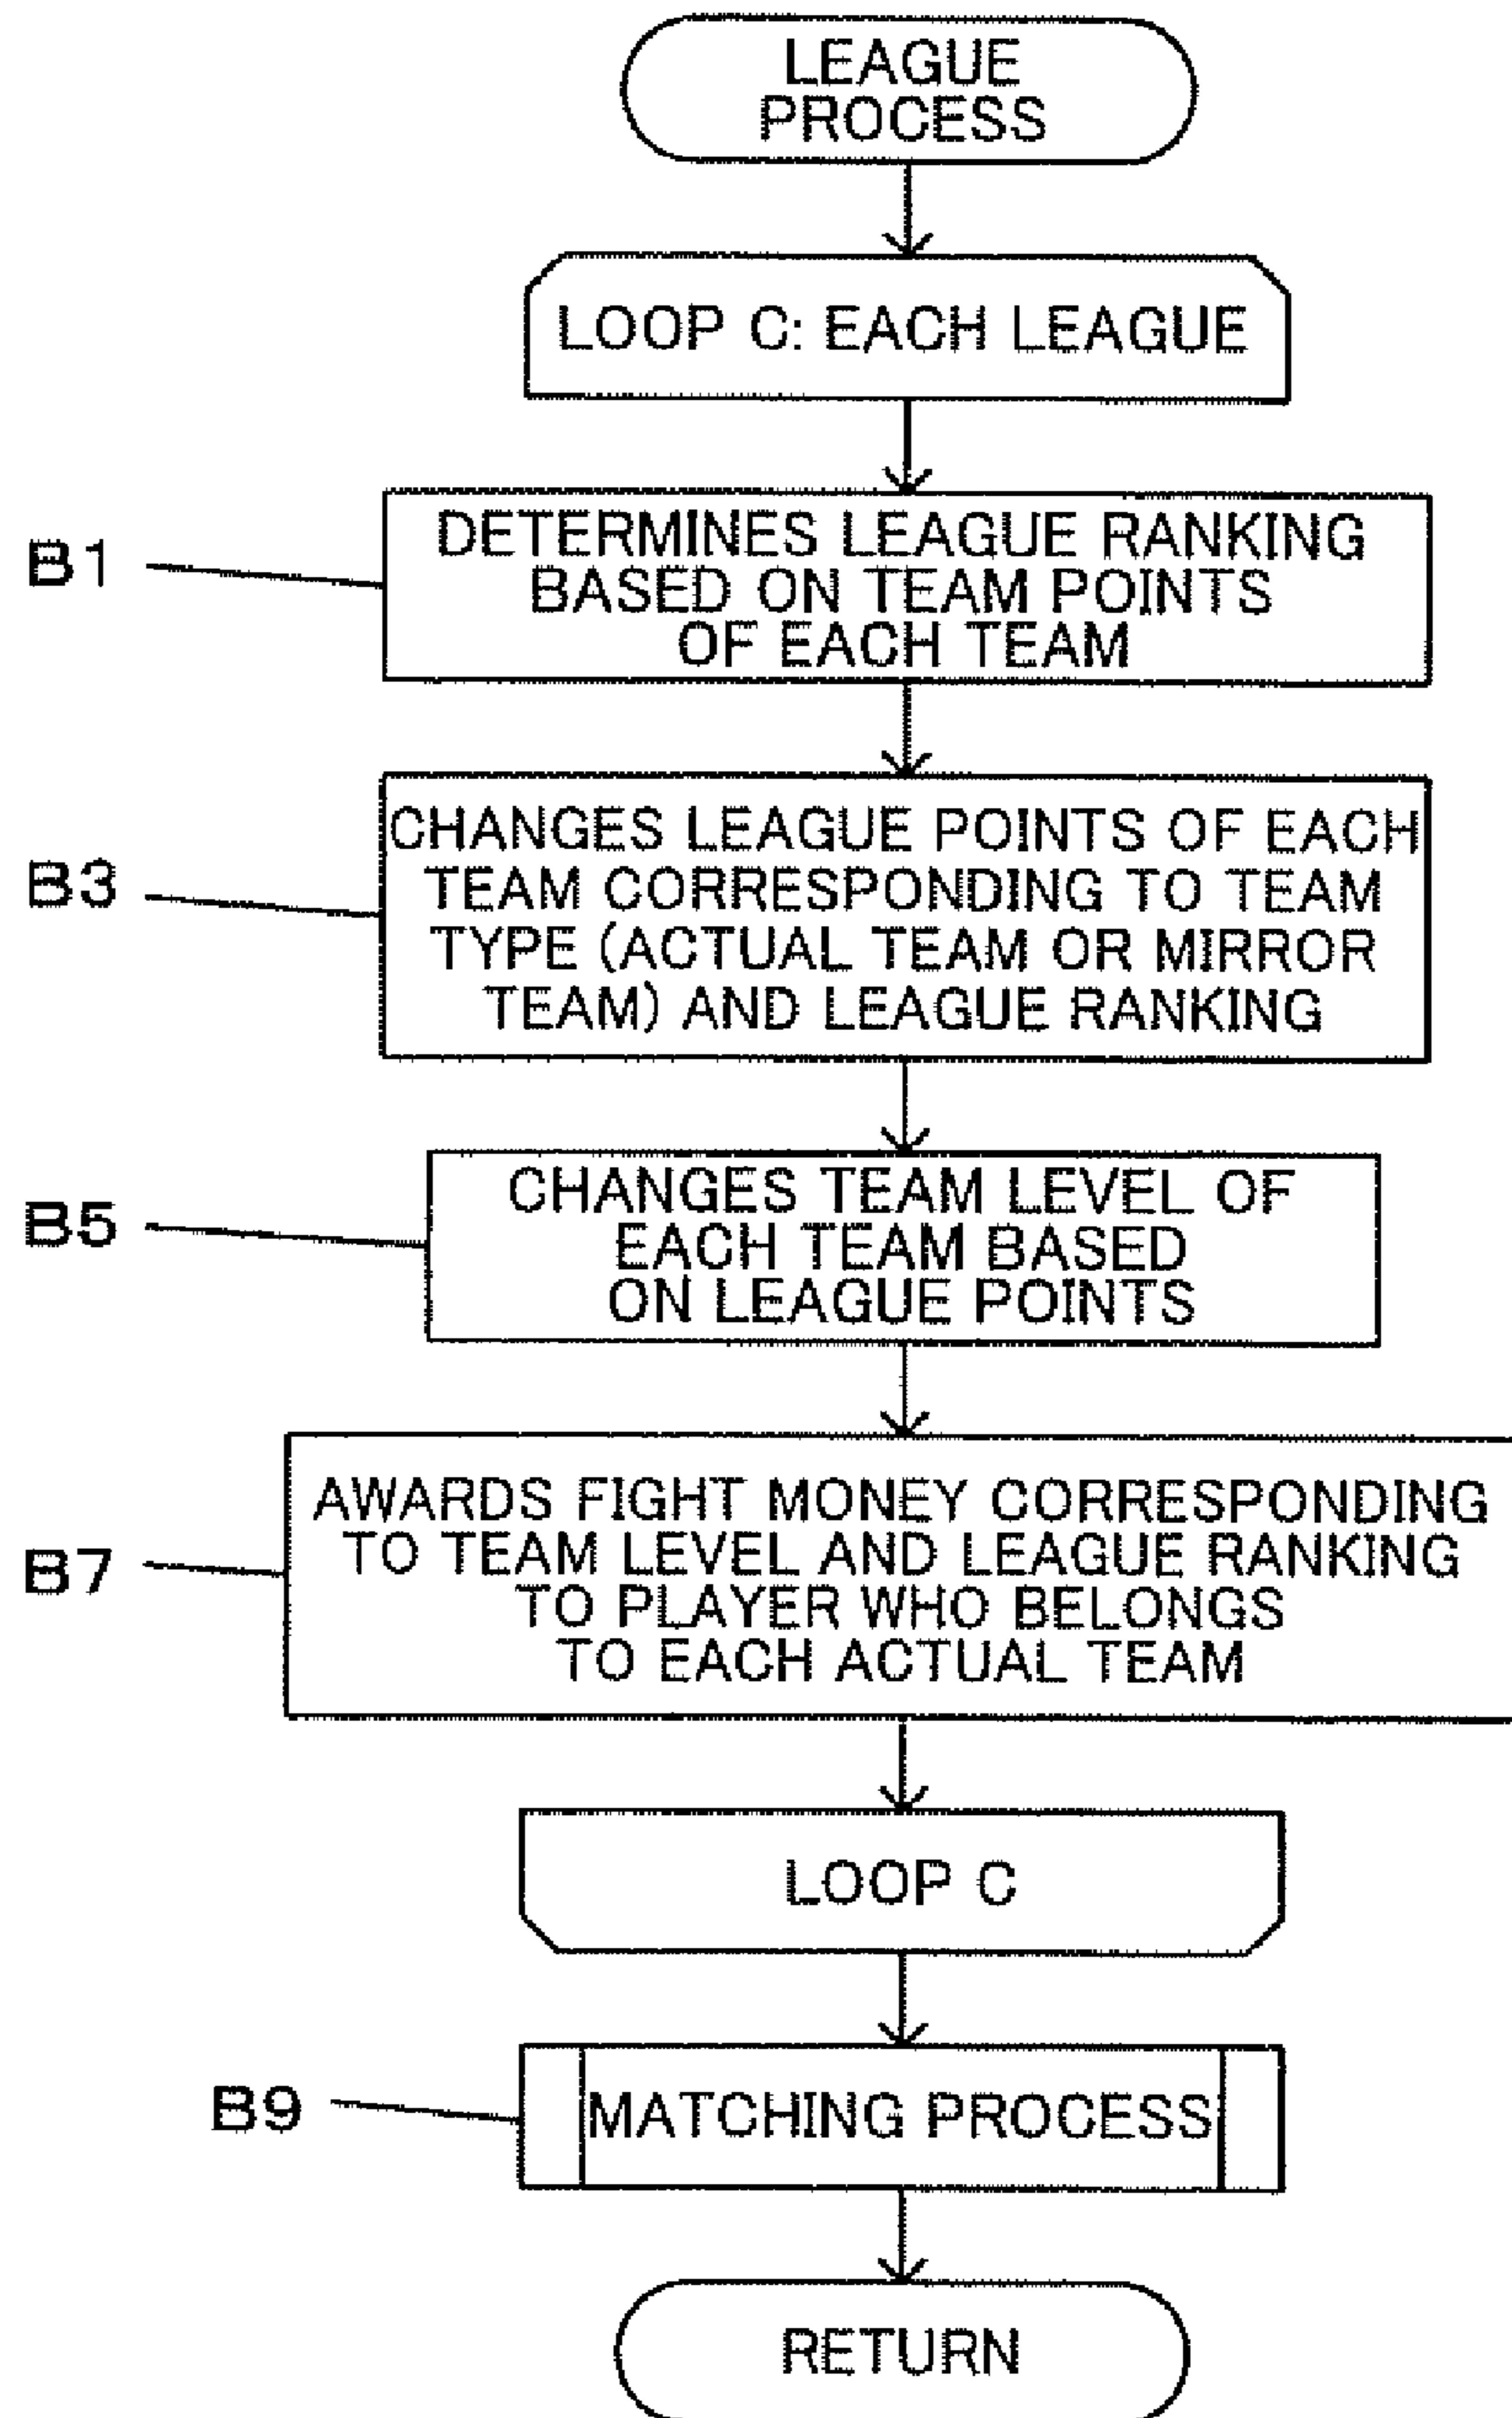 LEAGUE
PROCESS
LOOP C: EACH LEAGUE
B1
DETERMINES LEAGUE RANKING
BASED ON TEAM POINTS
OF EACH TEAM
B3
CHANGES LEAGUE POINTS OF EACH
TEAM CORRESPONDING TO TEAM
TYPE (ACTUAL TEAM OR MIRROR
TEAM) AND LEAGUE RANKING
B5
CHANGES TEAM LEVEL OF
EACH TEAM BASED
ON LEAGUE POINTS
B7
AWARDS FIGHT MONEY CORRESPONDING
TO TEAM LEVEL AND LEAGUE RANKING
TO PLAYER WHO BELONGS
TO EACH ACTUAL TEAM
LOOP C
B9
MATCHING PROCESS
RETURN